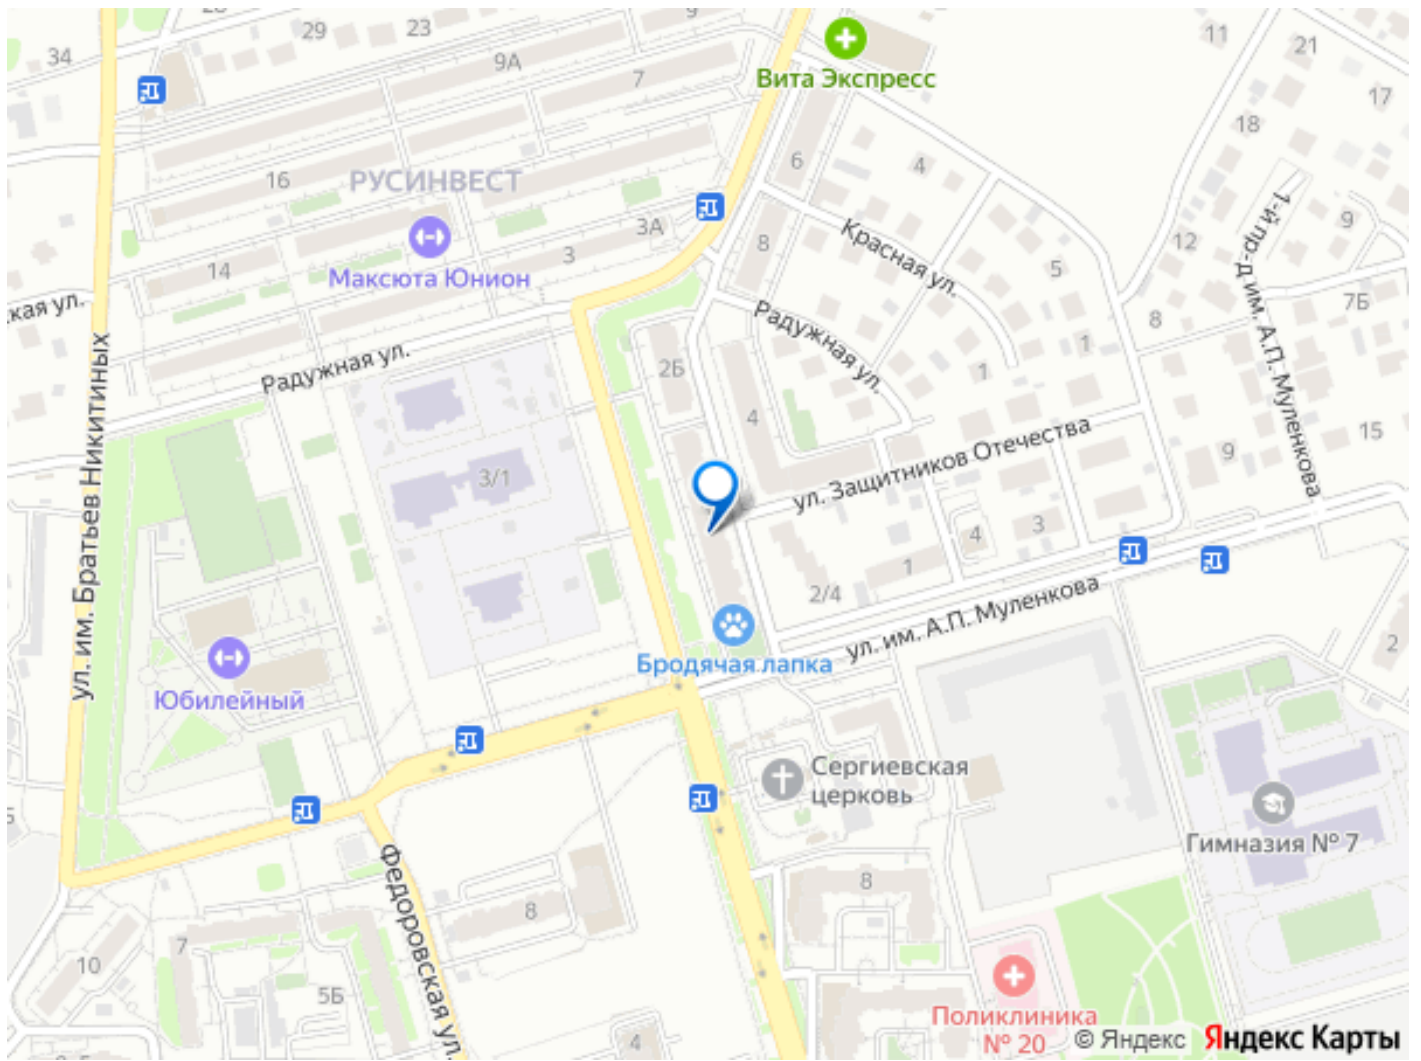 29
23
9
34
9А
7
Вита Экспресс
11
21
17
18
16
РУСИНВЕСТ
6
4
1-й пр-д им. А.П. Муленкова
9
3А
8
Красная ул.
12
14
3
Максюта Юнион
5
кая ул.
Радужная ул.
7Б
8
ул. им. Братьев Никитиных
Радужная ул.
2Б
1
1
4
15
ул. Защитников Отечества
9
3/1
4
3
1
2/4
ул. им. А.П. Муленкова
2
Бродячая лапка
Юбилейный
Сергиевская
церковь
Гимназия № 7
Федоровская ул.
8
8
7
10
5Б
4
Поликлиника
№ 20
© Яндекс Яндекс Карты